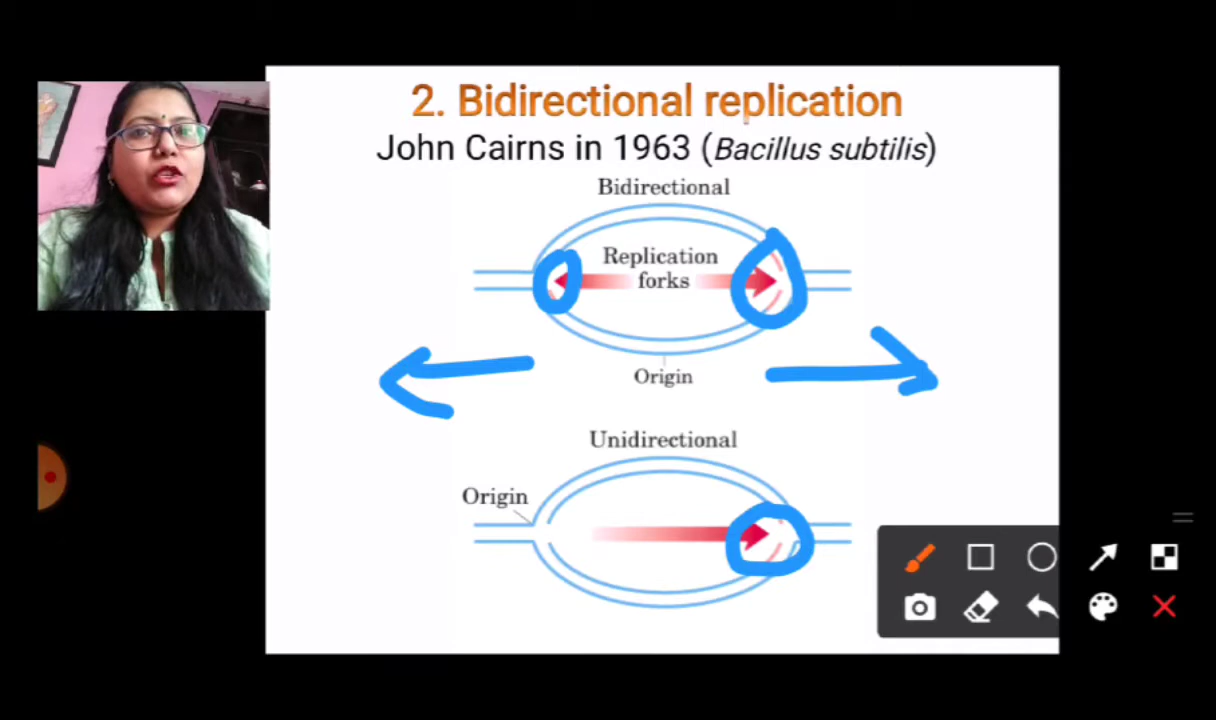 2. Bidirectional replication
John Cairns in 1963 (Bacillus subtilis)
Bidirectional
Replication
forks
Origin
Unidirectional
Origin